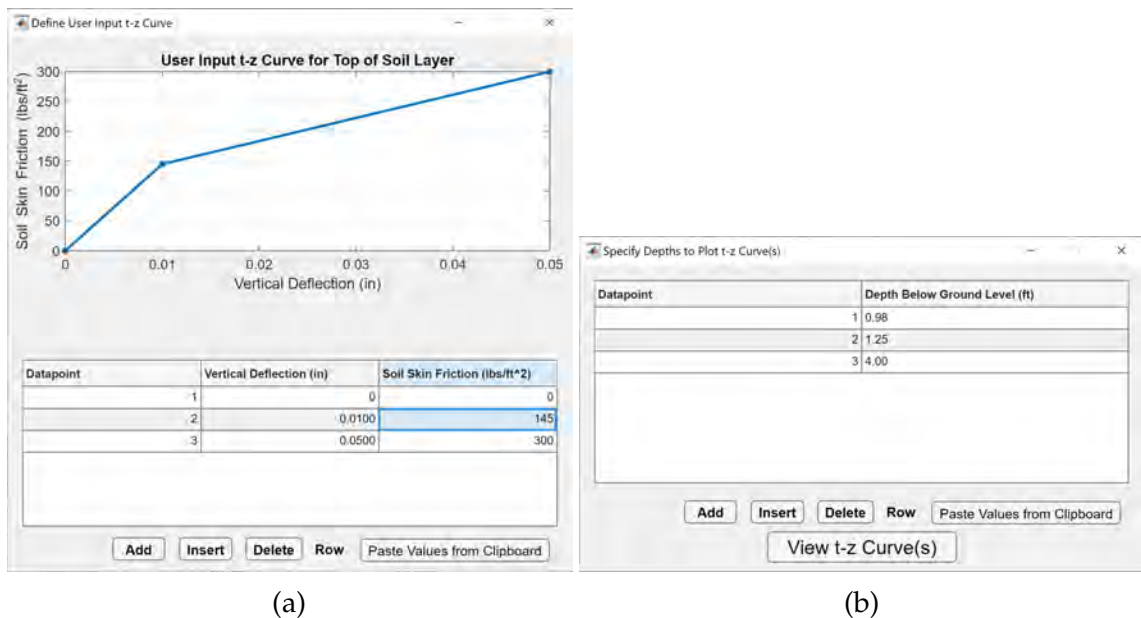 Define User Input t-z Curve
User Input t-z Curve for Top of Soil Layer
Soil Skin Friction (lbs/ft²)
300
250
200
150
100
50
0
0 0.01 0.02 0.03 0.04 0.05
Vertical Deflection (in)
Datapoint Vertical Deflection (in) Soil Skin Friction (lbs/ft^2)
1 0 0
2 0.0100 145
3 0.0500 300
Add Insert Delete Row Paste Values from Clipboard
(a)
Specify Depths to Plot t-z Curve(s)
Datapoint Depth Below Ground Level (ft)
1 0.98
2 1.25
3 4.00
Add Insert Delete Row Paste Values from Clipboard
View t-z Curve(s)
(b)